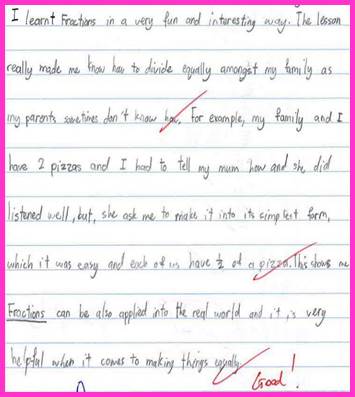 I learnt Fractions in a very fun and interesting way. The lesson
really made me know how to divide equally amongst my family as
my parents sometimes don't know how. For example, my family and I
have 2 pizzas and I had to tell my mum how and she did
listened well, but, she ask me to make it into its simplest form,
which it was easy and each of us have ½ of a pizza. This shows me
Fractions can be also applied into the real world and it is very
helpful when it comes to making things equally.
Good!